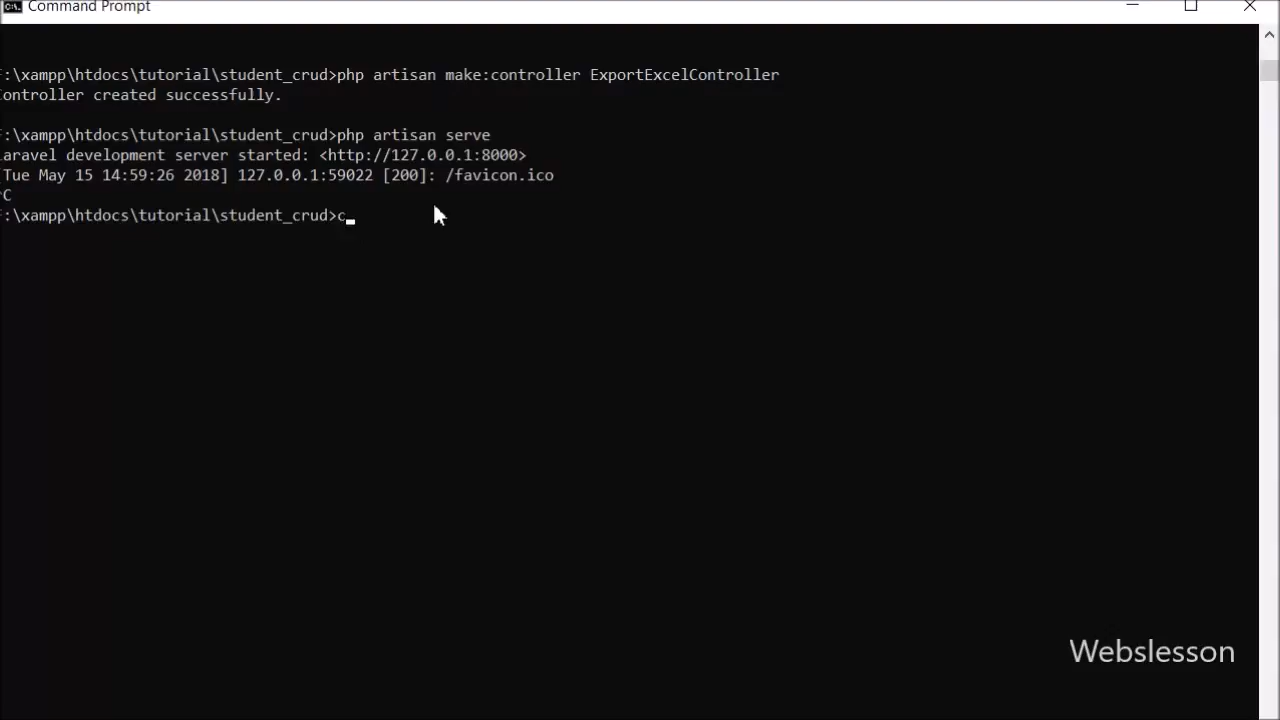 Command Prompt
F:\xampp\htdocs\tutorial\student_crud>php artisan make:controller ExportExcelController
Controller created successfully.
F:\xampp\htdocs\tutorial\student_crud>php artisan serve
Laravel development server started: <http://127.0.0.1:8000>
[Tue May 15 14:59:26 2018] 127.0.0.1:59022 [200]: /favicon.ico
^C
F:\xampp\htdocs\tutorial\student_crud>c
Webslesson